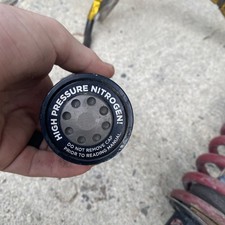 HIGH PRESSURE NITROGEN!
DO NOT REMOVE CAP
PRIOR TO READING MANUAL.